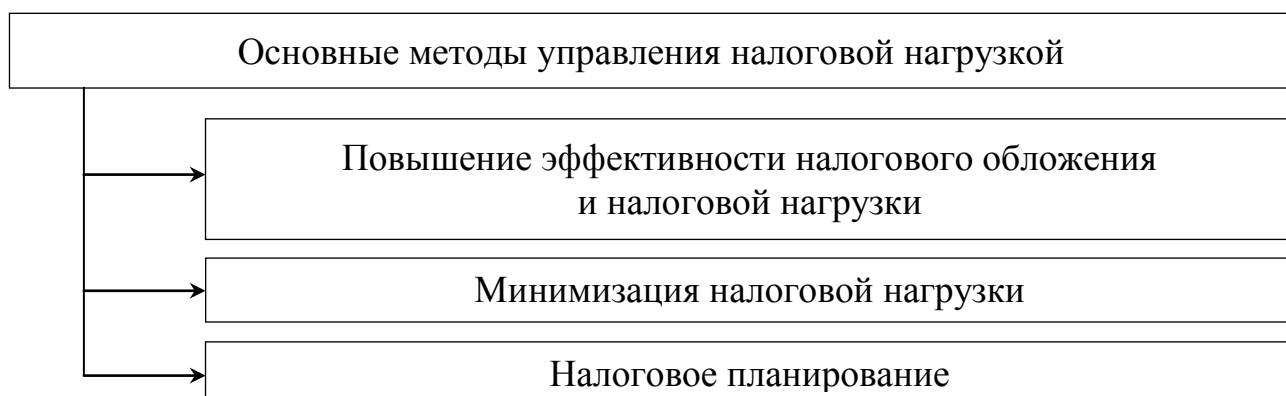 Основные методы управления налоговой нагрузкой
Повышение эффективности налогового обложения
и налоговой нагрузки
Минимизация налоговой нагрузки
Налоговое планирование